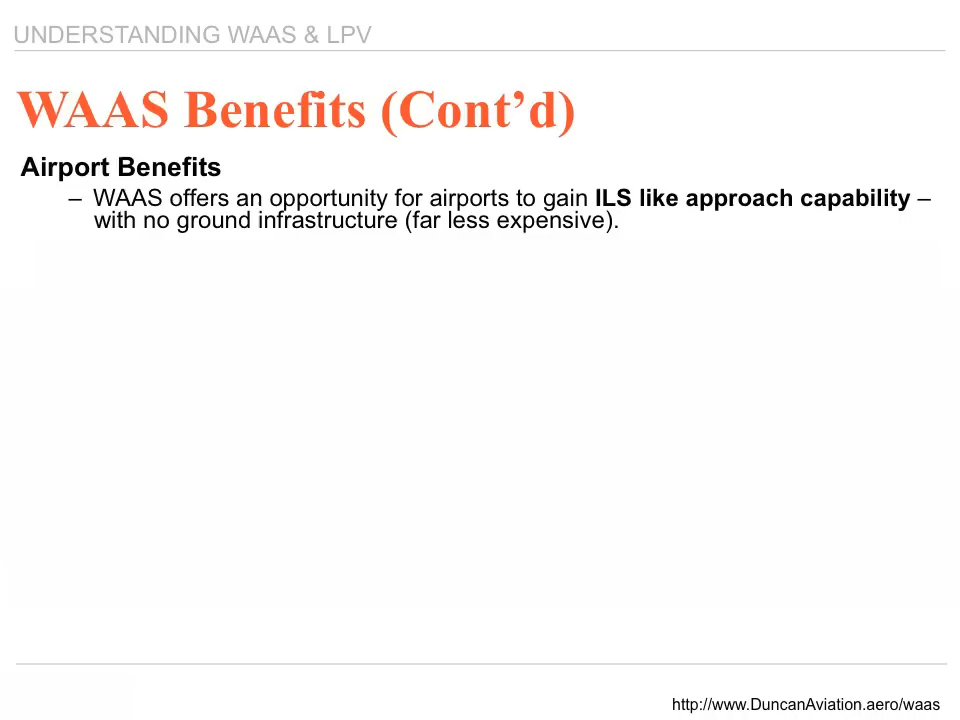 UNDERSTANDING WAAS & LPV
WAAS Benefits (Cont’d)
Airport Benefits
– WAAS offers an opportunity for airports to gain ILS like approach capability –
with no ground infrastructure (far less expensive).
http://www.DuncanAviation.aero/waas